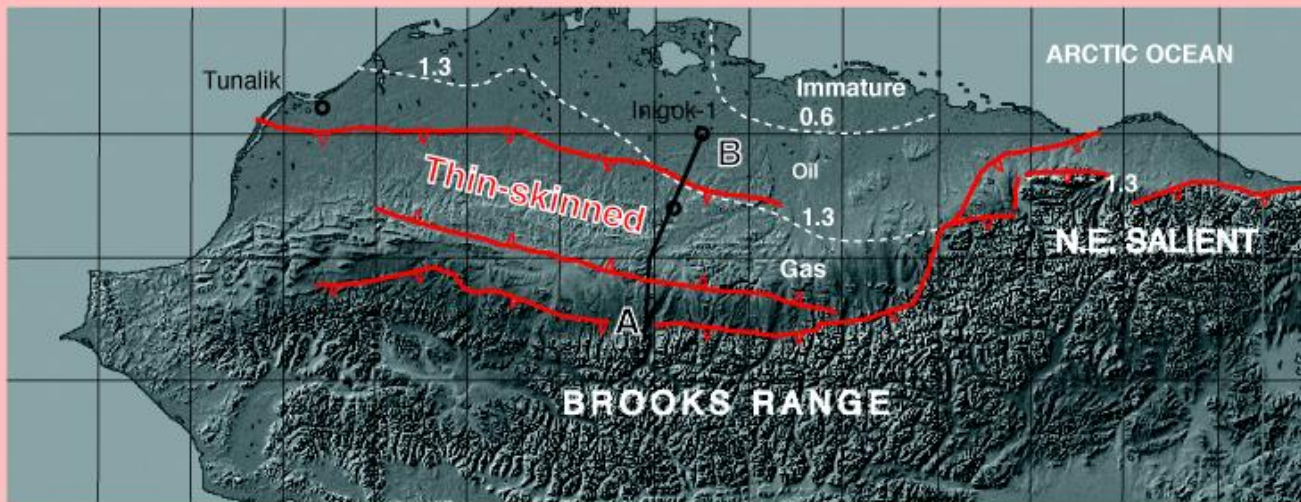 ARCTIC OCEAN
Tunalik
1.3
Immature
0.6
Inigok-1
B
Oil
Thin-skinned
1.3
1.3
N.E. SALIENT
Gas
A
BROOKS RANGE